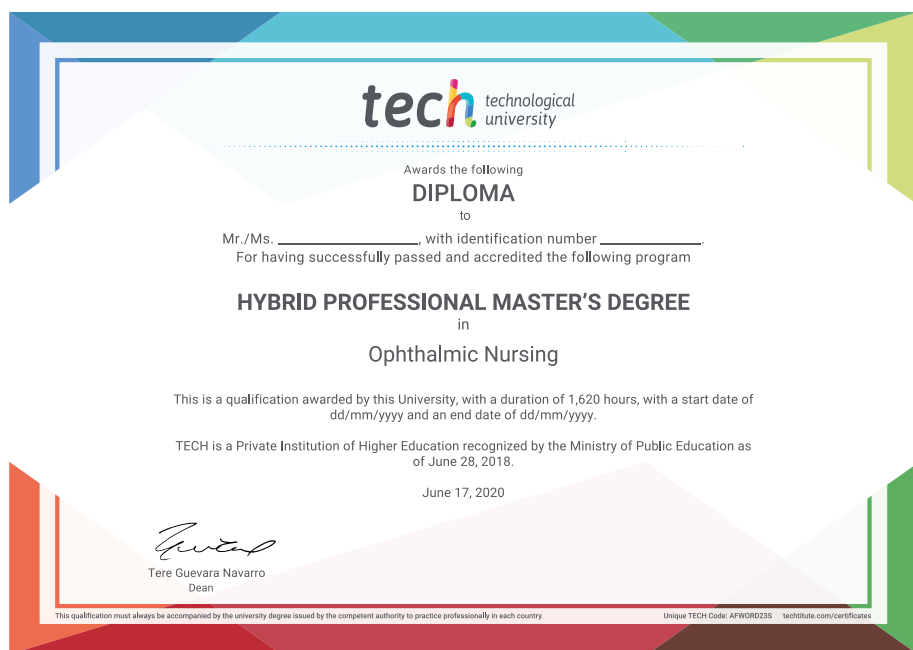 tech technological
university
Awards the following
DIPLOMA
to
Mr./Ms. ____________________, with identification number ______________.
For having successfully passed and accredited the following program
HYBRID PROFESSIONAL MASTER'S DEGREE
in
Ophthalmic Nursing
This is a qualification awarded by this University, with a duration of 1,620 hours, with a start date of
dd/mm/yyyy and an end date of dd/mm/yyyy.
TECH is a Private Institution of Higher Education recognized by the Ministry of Public Education as
of June 28, 2018.
June 17, 2020
Tere Guevara Navarro
Dean
This qualification must always be accompanied by the university degree issued by the competent authority to practice professionally in each country. Unique TECH Code: AFWORD23S techtitute.com/certificates